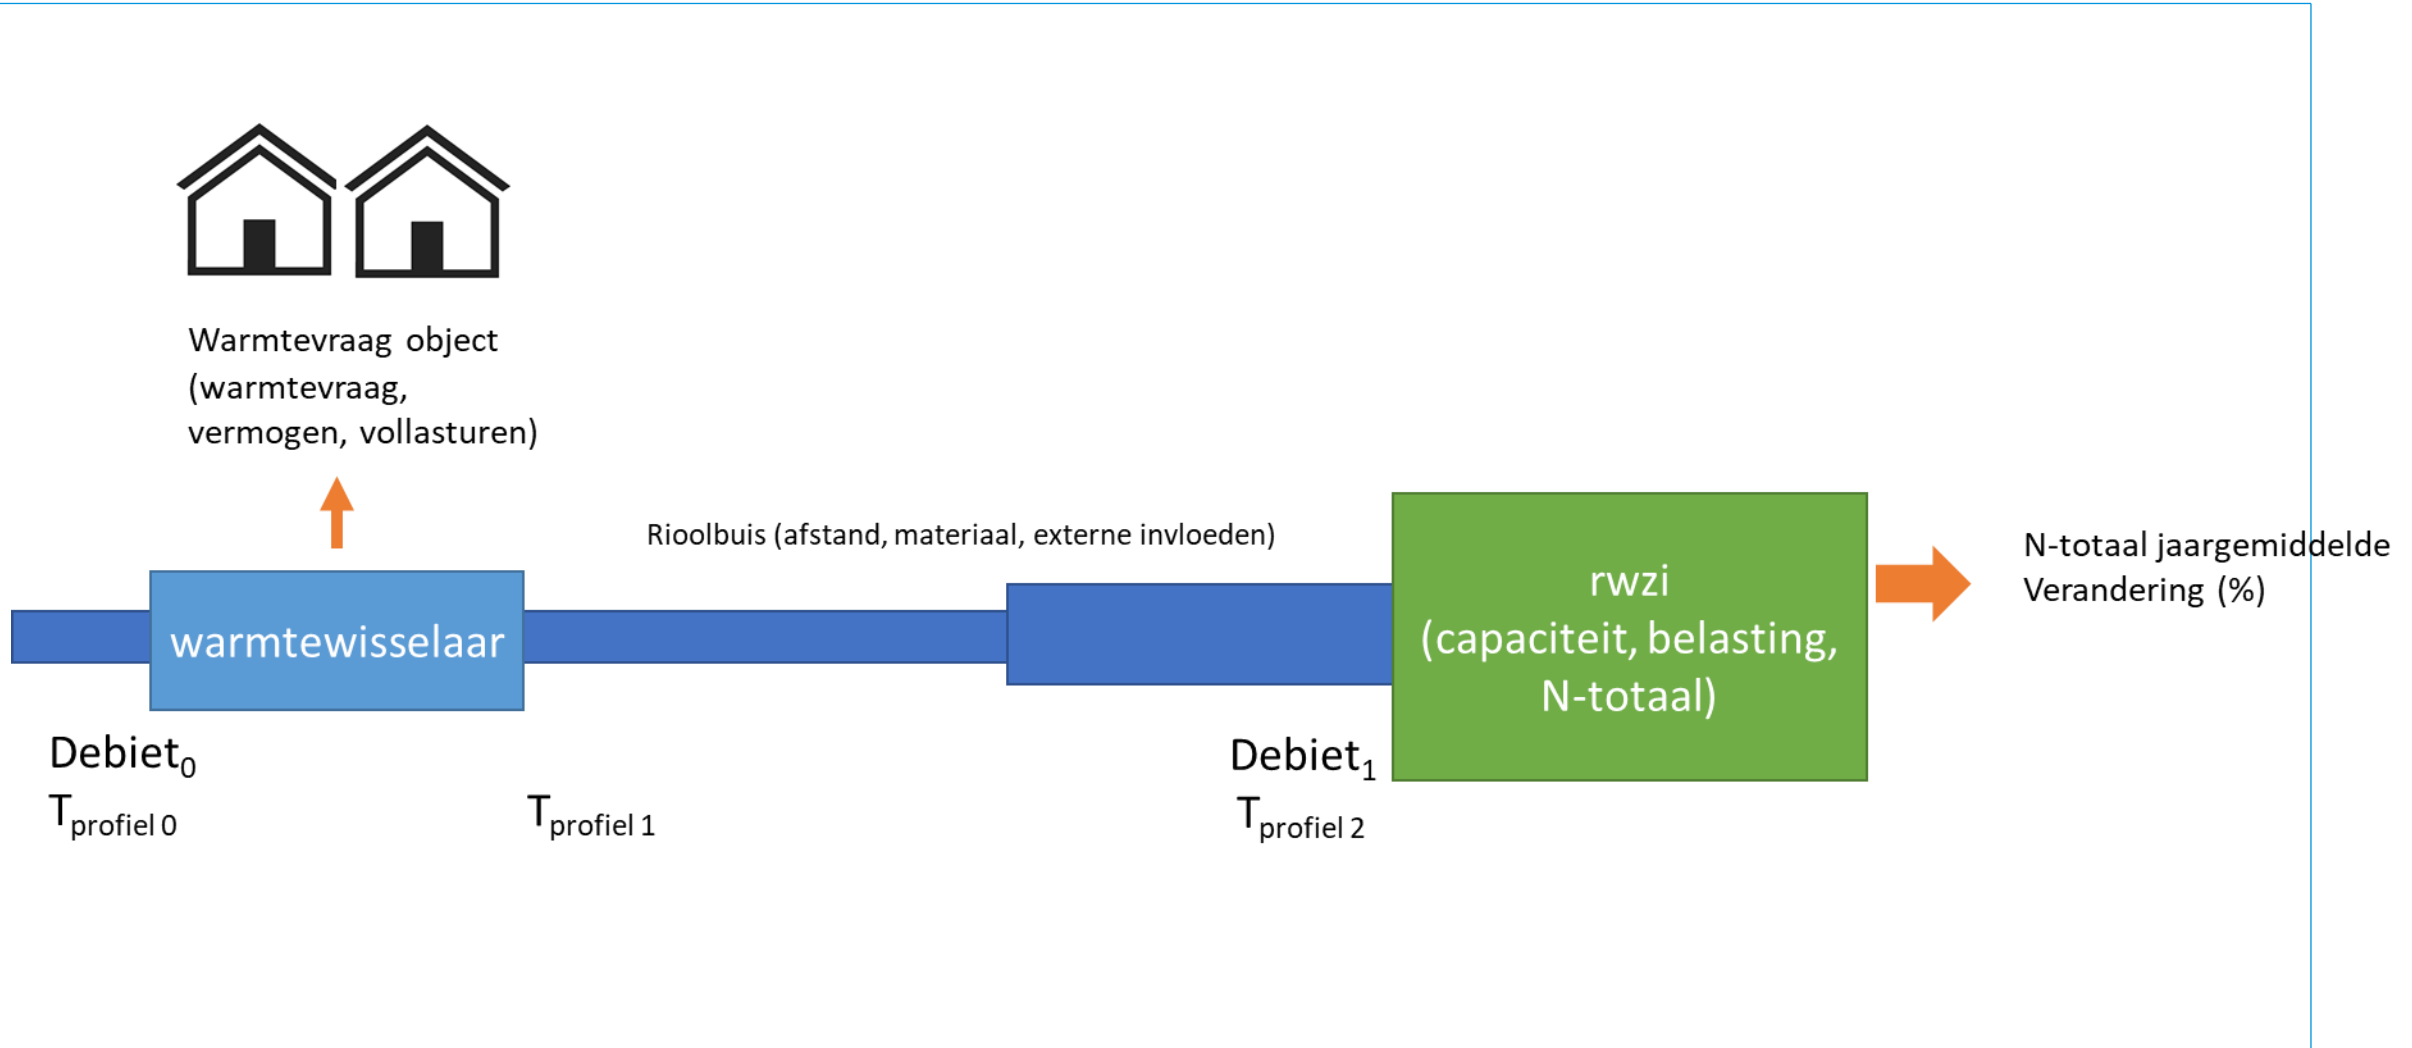 Warmtevraag object
(warmtevraag,
vermogen, vollasturen)
Rioolbuis (afstand, materiaal, externe invloeden)
warmtewisselaar
rwzi
(capaciteit, belasting,
N-totaal)
N-totaal jaargemiddelde
Verandering (%)
Debiet0
Tprofiel 0
Tprofiel 1
Debiet1
Tprofiel 2